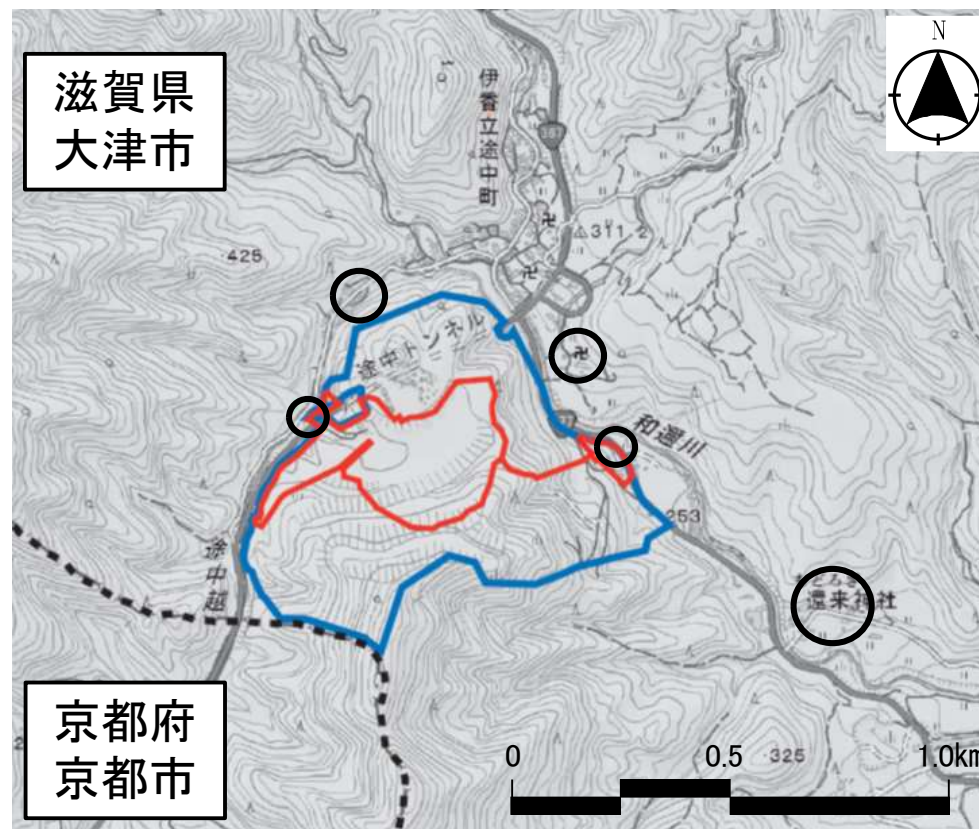 滋賀県
大津市
N
伊香立途中町
367
311.2
425
途中トンネル
和邇川
253
途中越
還来神社
京都府
京都市
0 0.5 1.0km
325